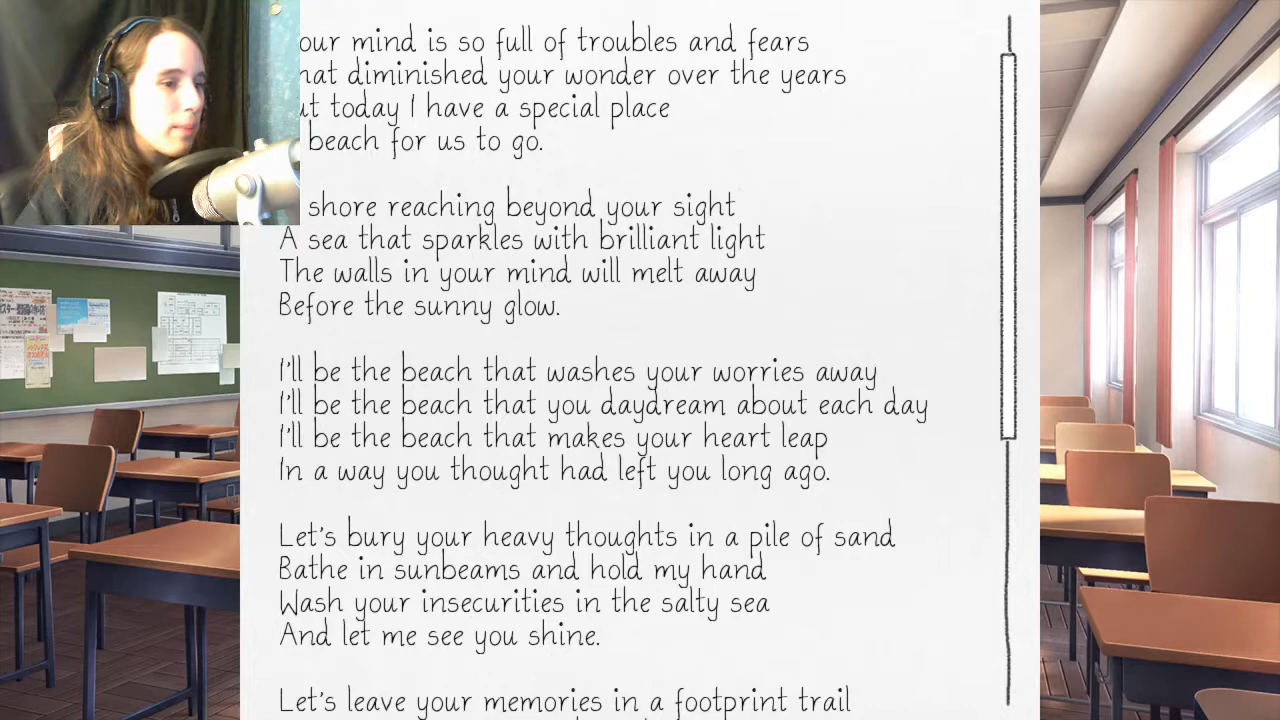 our mind is so full of troubles and fears
hat diminished your wonder over the years
ut today I have a special place
beach for us to go.
shore reaching beyond your sight
A sea that sparkles with brilliant light
The walls in your mind will melt away
Before the sunny glow.
I'll be the beach that washes your worries away
I'll be the beach that you daydream about each day
I'll be the beach that makes your heart leap
In a way you thought had left you long ago.
Let's bury your heavy thoughts in a pile of sand
Bathe in sunbeams and hold my hand
Wash your insecurities in the salty sea
And let me see you shine.
Let's leave your memories in a footprint trail